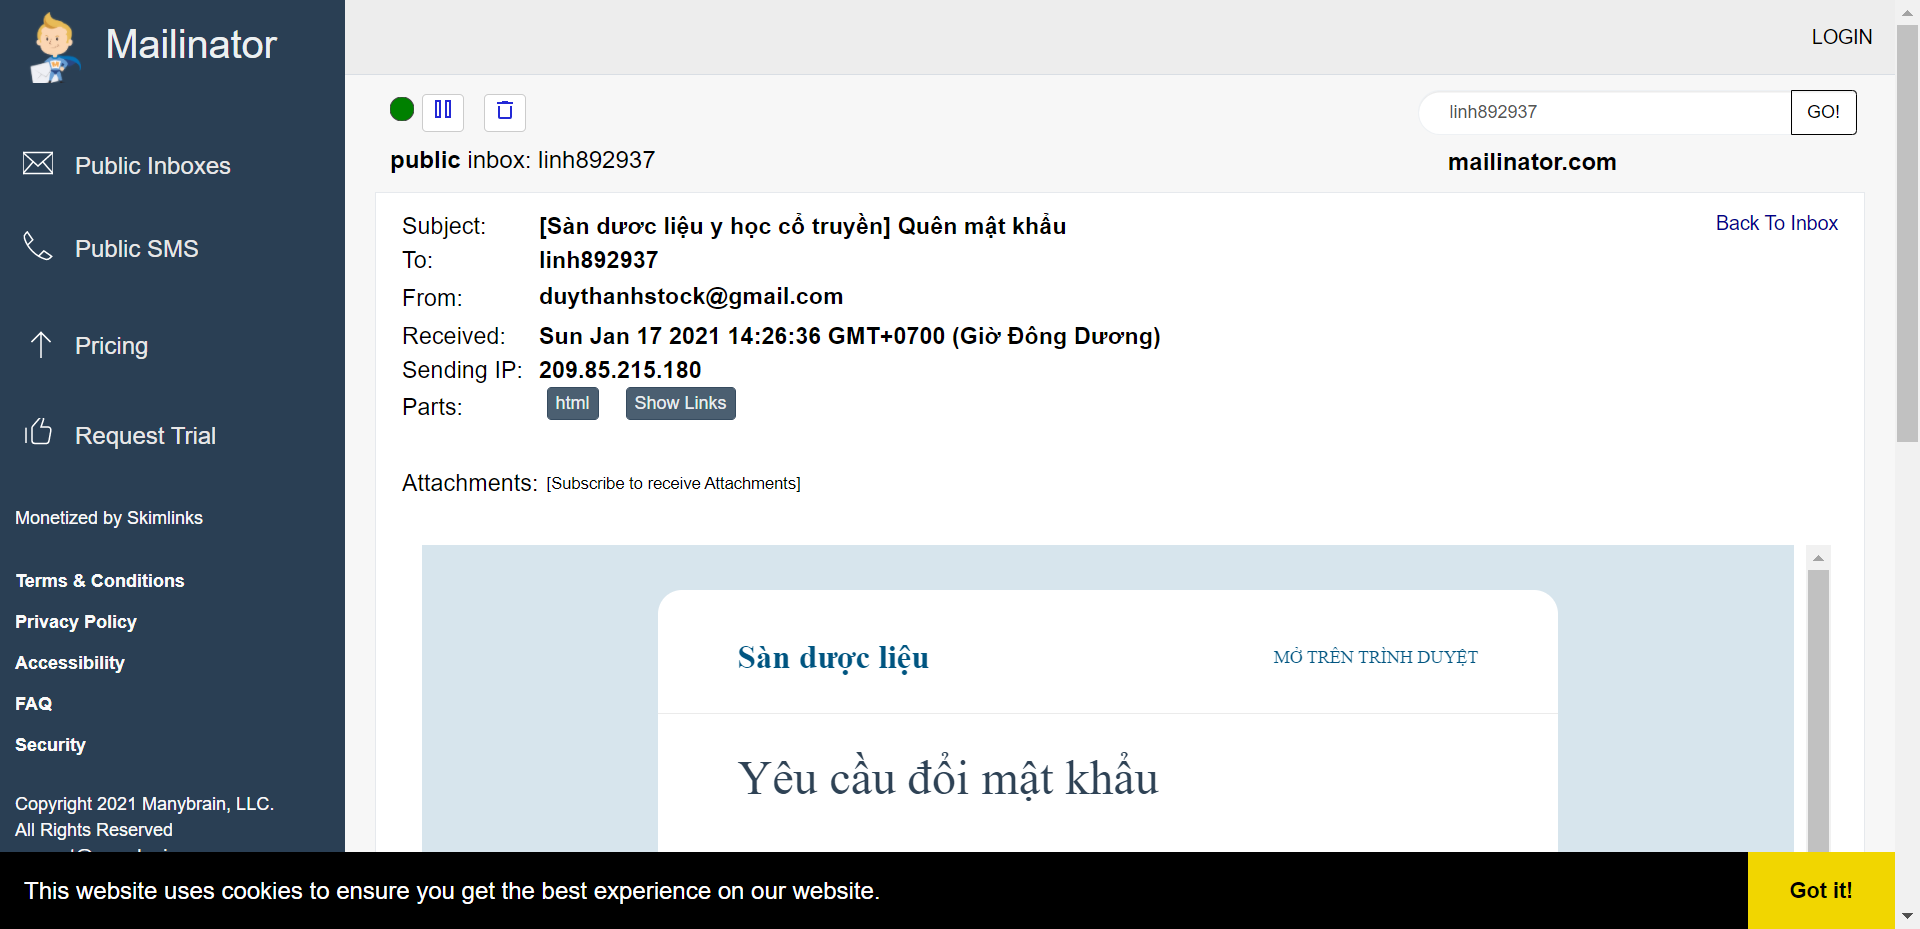 Mailinator
LOGIN
linh892937
GO!
public inbox: linh892937
mailinator.com
Public Inboxes
Public SMS
Pricing
Request Trial
Monetized by Skimlinks
Terms & Conditions
Privacy Policy
Accessibility
FAQ
Security
Copyright 2021 Manybrain, LLC.
All Rights Reserved
Subject: [Sàn dươc liệu y học cổ truyền] Quên mật khẩu
Back To Inbox
To: linh892937
From: duythanhstock@gmail.com
Received: Sun Jan 17 2021 14:26:36 GMT+0700 (Giờ Đông Dương)
Sending IP: 209.85.215.180
Parts: html Show Links
Attachments: [Subscribe to receive Attachments]
Sàn dược liệu
MỞ TRÊN TRÌNH DUYỆT
Yêu cầu đổi mật khẩu
This website uses cookies to ensure you get the best experience on our website.
Got it!